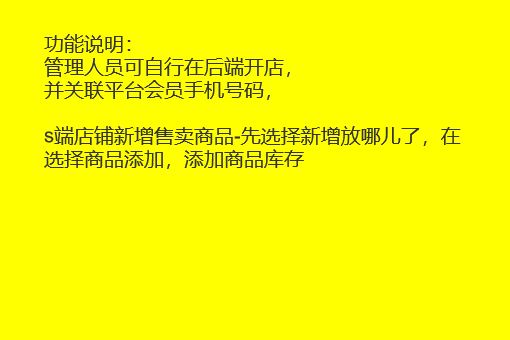 功能说明：
管理人员可自行在后端开店，
并关联平台会员手机号码，
s端店铺新增售卖商品-先选择新增放哪儿了，在
选择商品添加，添加商品库存